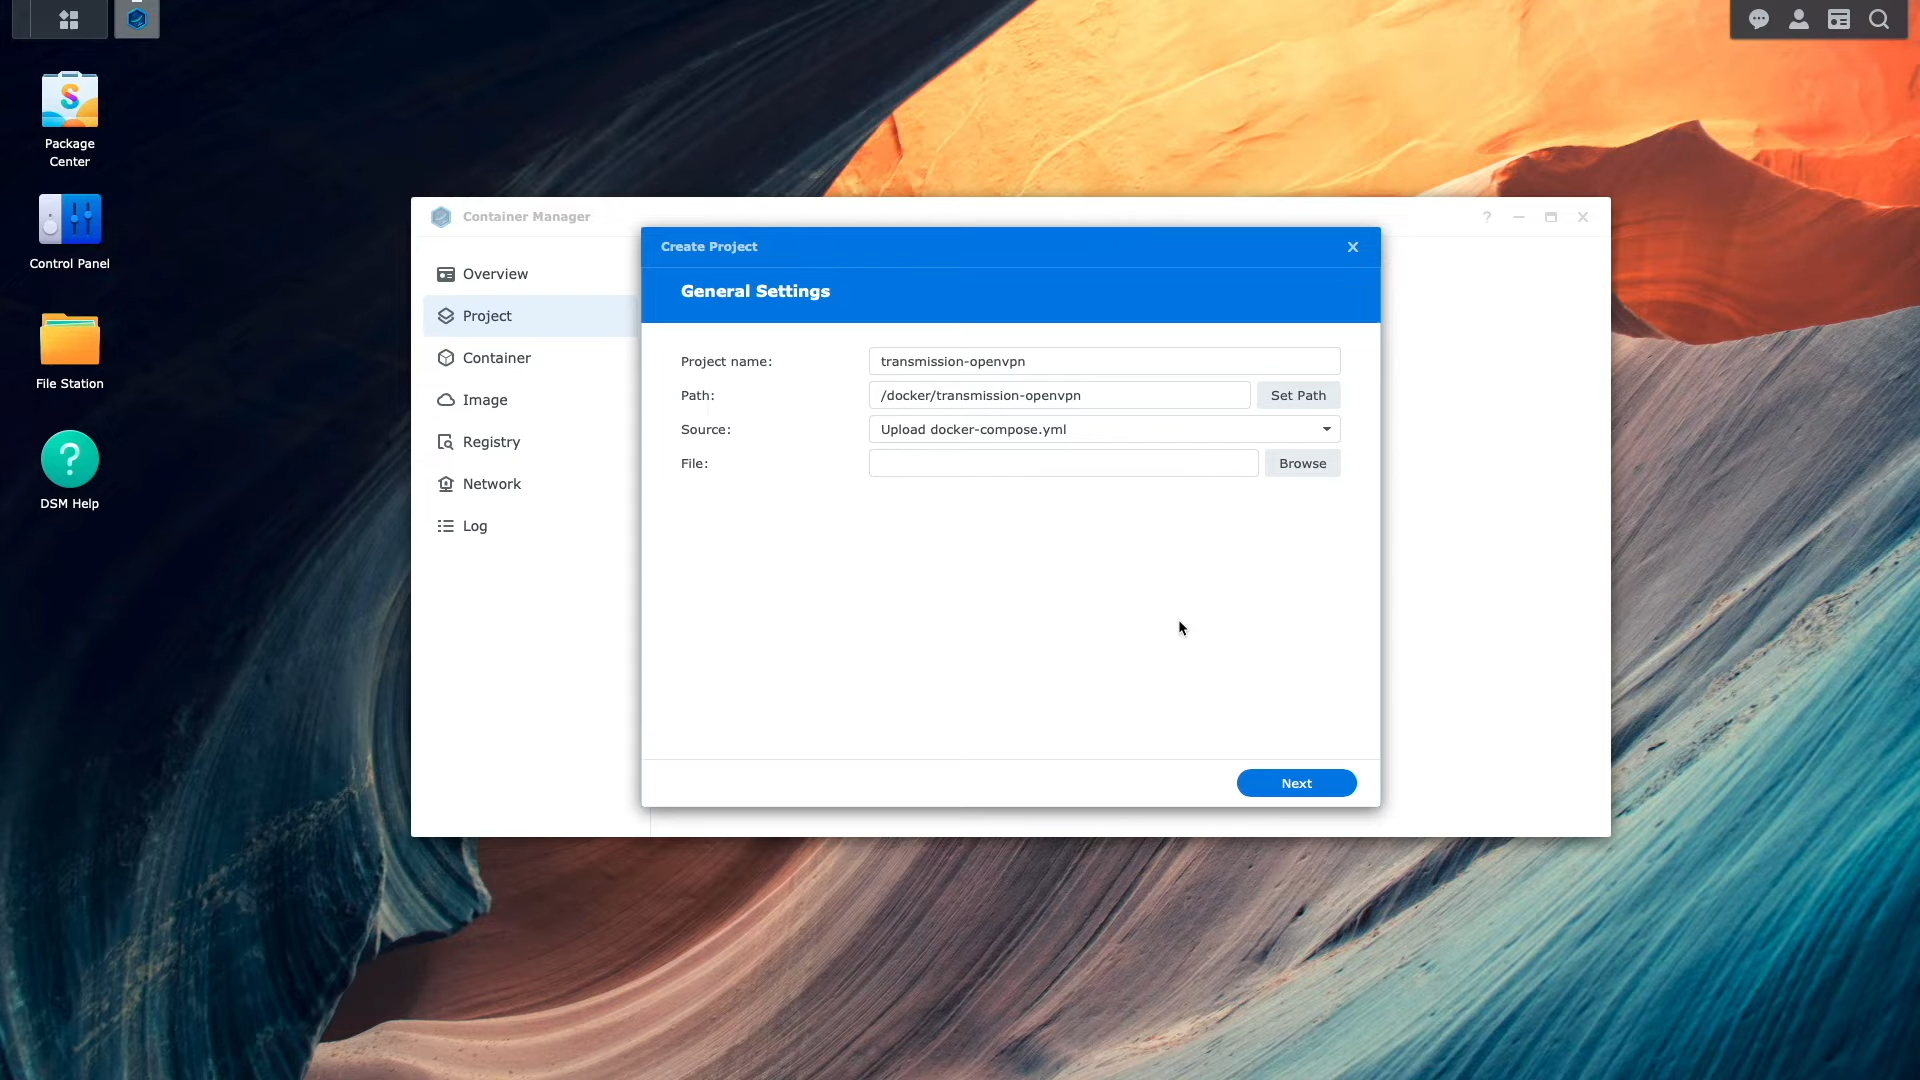 Package
Center
Control Panel
File Station
DSM Help
Container Manager
Overview
Project
Container
Image
Registry
Network
Log
Create Project
General Settings
Project name: transmission-openvpn
Path: /docker/transmission-openvpn Set Path
Source: Upload docker-compose.yml
File: Browse
Next